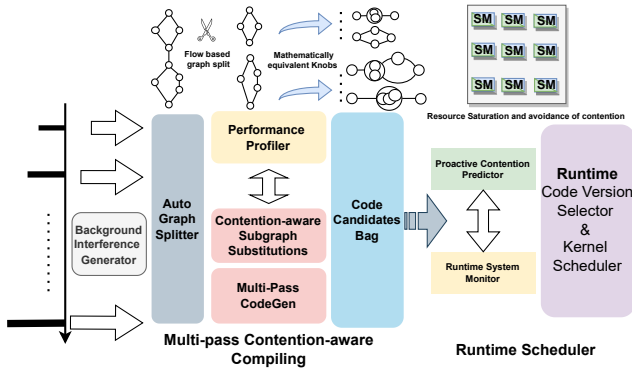 Flow based
graph split
Mathematically
equivalent Knobs
SM SM SM
SM SM SM
SM SM SM
Resource Saturation and avoidance of contention
Background
Interference
Generator
Auto
Graph
Splitter
Performance
Profiler
Contention-aware
Subgraph
Substitutions
Multi-Pass
CodeGen
Code
Candidates
Bag
Proactive Contention
Predictor
Runtime System
Monitor
Runtime
Code Version
Selector
&
Kernel
Scheduler
Multi-pass Contention-aware
Compiling
Runtime Scheduler